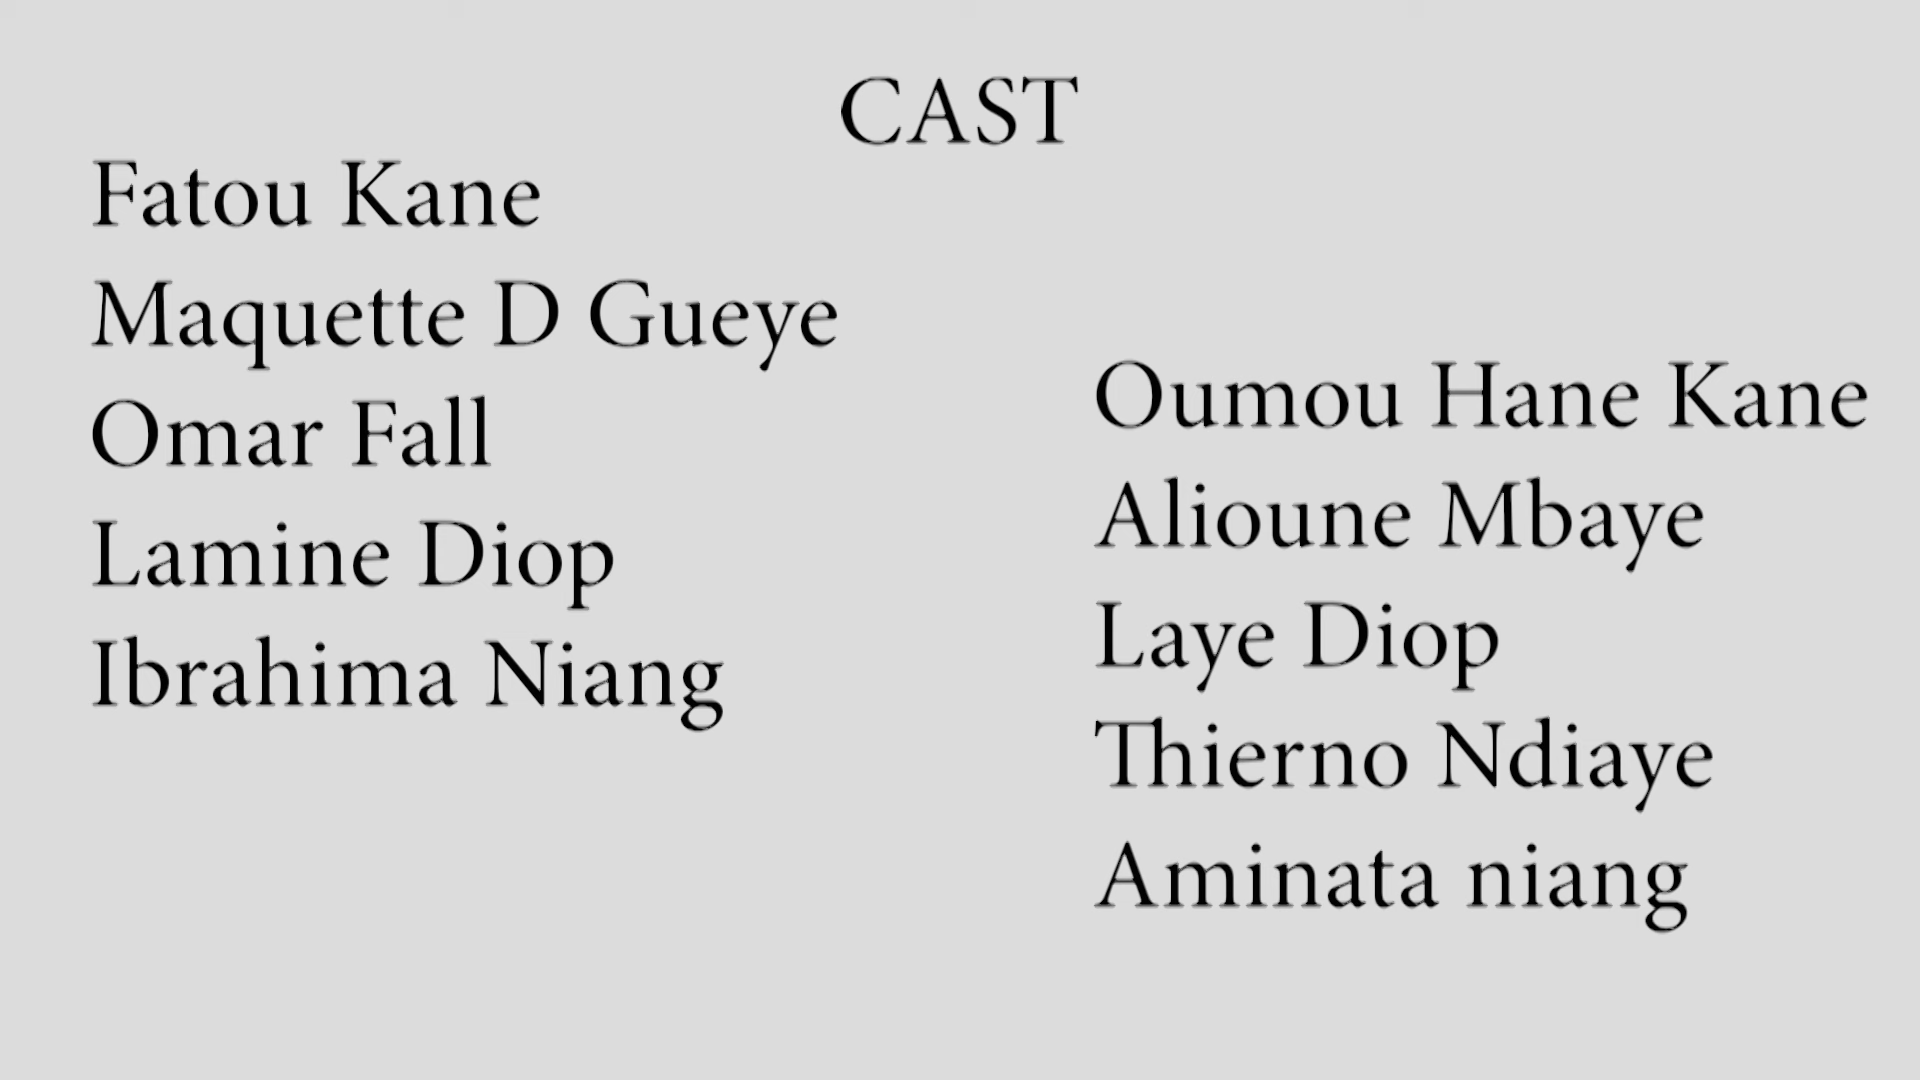 CAST
Fatou Kane
Maquette D Gueye
Omar Fall
Lamine Diop
Ibrahima Niang
Oumou Hane Kane
Alioune Mbaye
Laye Diop
Thierno Ndiaye
Aminata niang